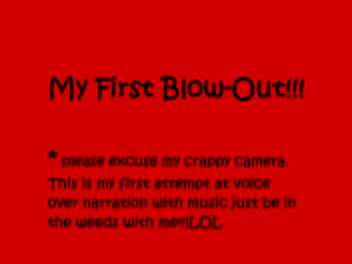 My First Blow-Out!!!
* please excuse my crappy camera.
This is my first attempt at voice
over narration with music just be in
the weeds with me!!!LOL